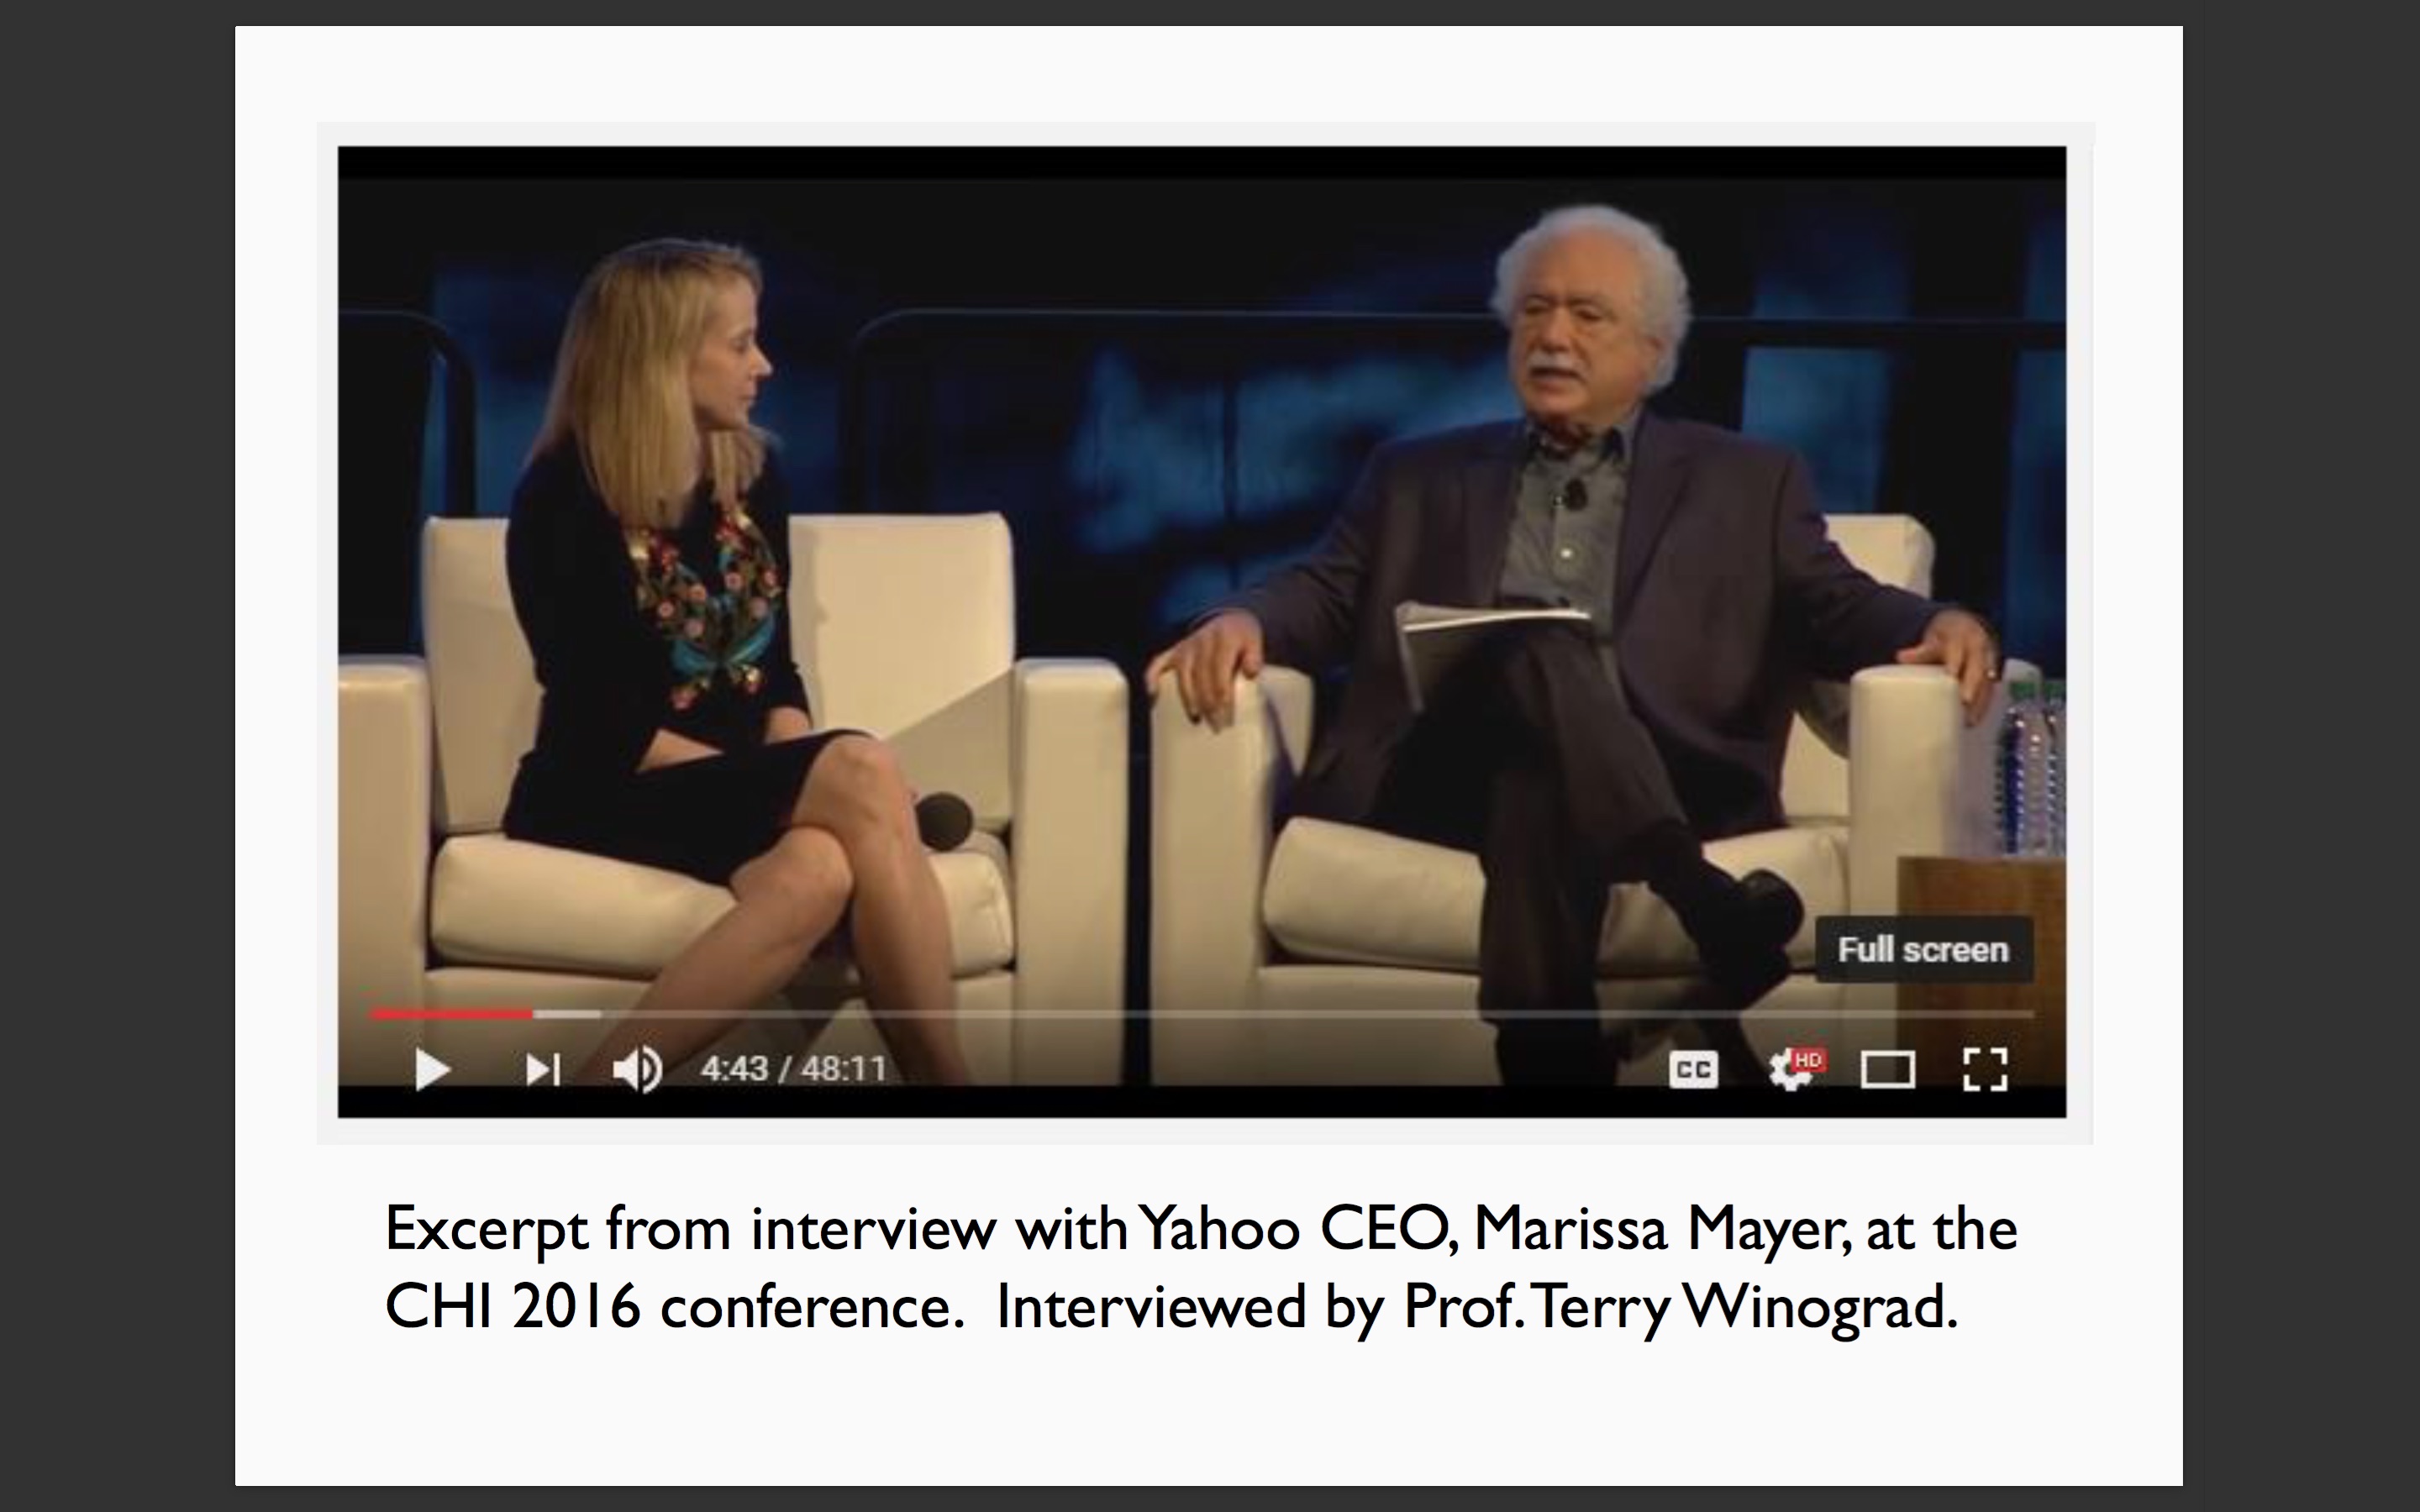 Full screen
4:43 / 48:11
CC
HD
Excerpt from interview with Yahoo CEO, Marissa Mayer, at the
CHI 2016 conference.  Interviewed by Prof. Terry Winograd.